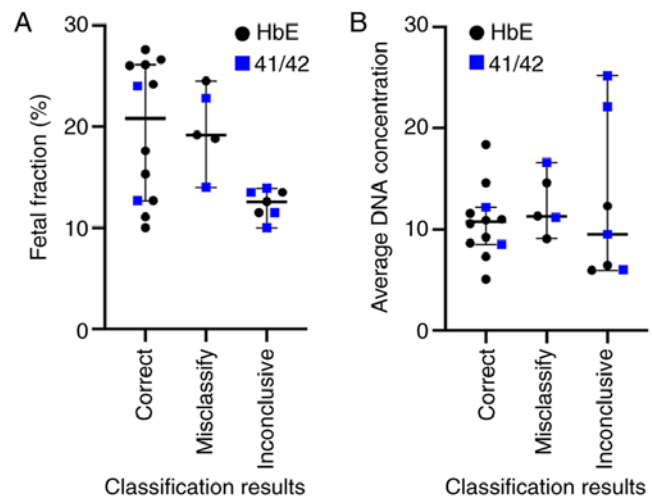 A
HbE
41/42
Fetal fraction (%)
30
20
10
0
Correct
Misclassify
Inconclusive
Classification results
B
HbE
41/42
Average DNA concentration
30
20
10
0
Correct
Misclassify
Inconclusive
Classification results